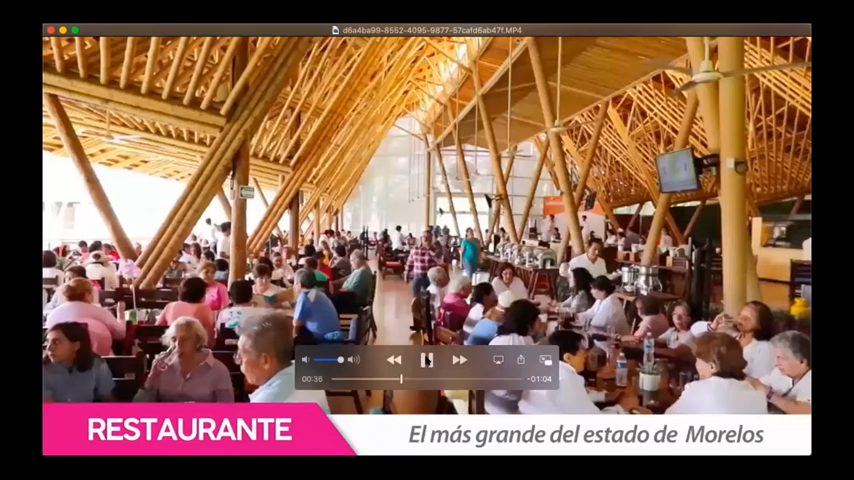 d6a4ba99-8552-4095-9877-57cafd6ab47f.MP4
00:36
-01:04
RESTAURANTE
El más grande del estado de Morelos